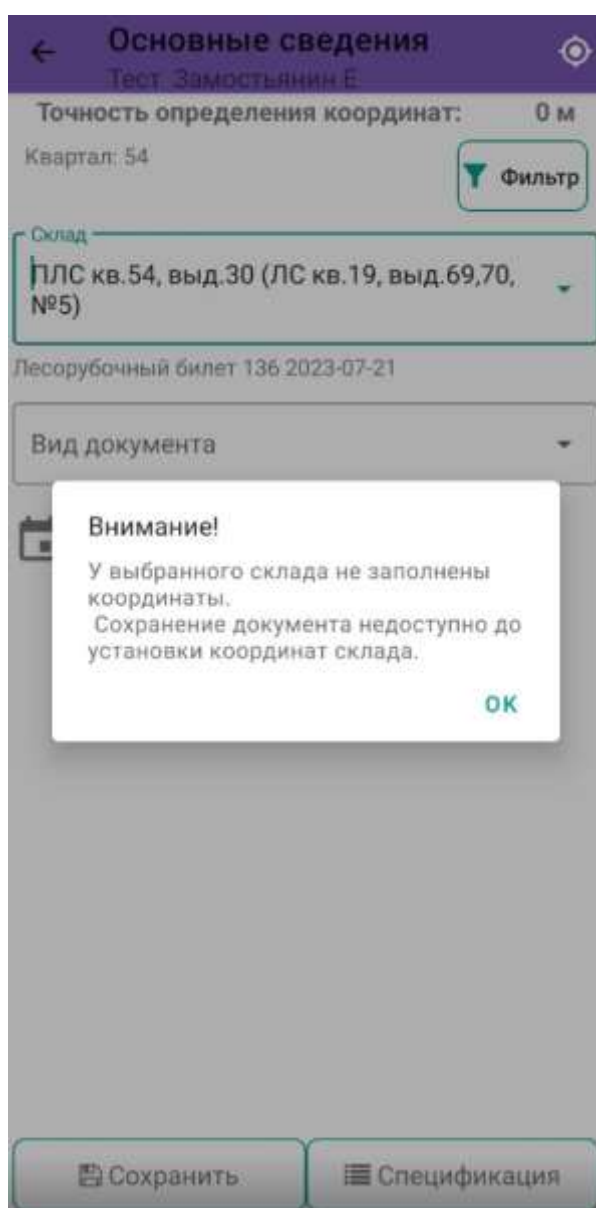 Основные сведения
Тест Замостьянин Е
Точность определения координат: 0 м
Квартал: 54
Фильтр
Склад
ПЛС кв.54, выд.30 (ЛС кв.19, выд.69,70,
№5)
Лесорубочный билет 136 2023-07-21
Вид документа
Внимание!
У выбранного склада не заполнены
координаты.
Сохранение документа недоступно до
установки координат склада.
ОК
Сохранить
Спецификация